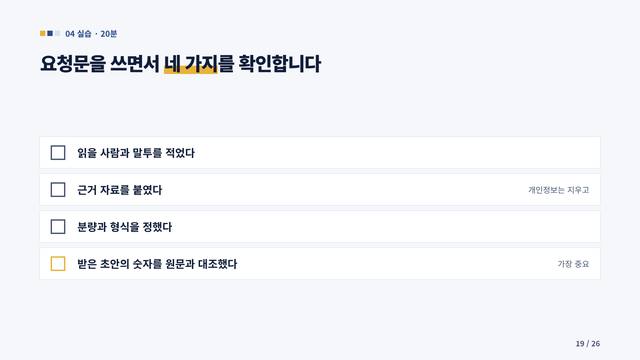 04 실습 · 20분
요청문을 쓰면서 네 가지를 확인합니다
읽을 사람과 말투를 적었다
근거 자료를 붙였다 개인정보는 지우고
분량과 형식을 정했다
받은 초안의 숫자를 원문과 대조했다 가장 중요
19 / 26